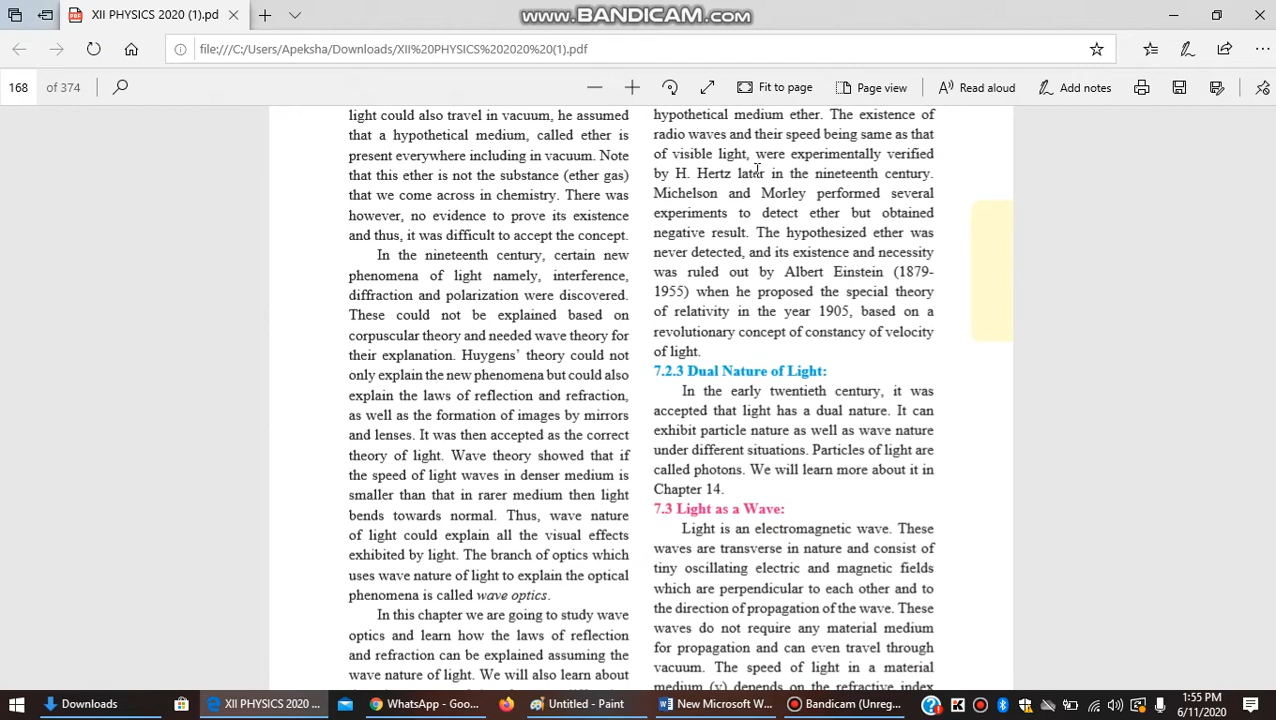 XII PHYSICS 2020 (1).pdf
www.BANDICAM.com
file:///C:/Users/Apeksha/Downloads/XII%20PHYSICS%202020%20(1).pdf
168 of 374
Fit to page
Page view
Read aloud
Add notes
light could also travel in vacuum, he assumed
that a hypothetical medium, called ether is
present everywhere including in vacuum. Note
that this ether is not the substance (ether gas)
that we come across in chemistry. There was
however, no evidence to prove its existence
and thus, it was difficult to accept the concept.
In the nineteenth century, certain new
phenomena of light namely, interference,
diffraction and polarization were discovered.
These could not be explained based on
corpuscular theory and needed wave theory for
their explanation. Huygens' theory could not
only explain the new phenomena but could also
explain the laws of reflection and refraction,
as well as the formation of images by mirrors
and lenses. It was then accepted as the correct
theory of light. Wave theory showed that if
the speed of light waves in denser medium is
smaller than that in rarer medium then light
bends towards normal. Thus, wave nature
of light could explain all the visual effects
exhibited by light. The branch of optics which
uses wave nature of light to explain the optical
phenomena is called wave optics.
In this chapter we are going to study wave
optics and learn how the laws of reflection
and refraction can be explained assuming the
wave nature of light. We will also learn about
hypothetical medium ether. The existence of
radio waves and their speed being same as that
of visible light, were experimentally verified
by H. Hertz later in the nineteenth century.
Michelson and Morley performed several
experiments to detect ether but obtained
negative result. The hypothesized ether was
never detected, and its existence and necessity
was ruled out by Albert Einstein (1879-
1955) when he proposed the special theory
of relativity in the year 1905, based on a
revolutionary concept of constancy of velocity
of light.
7.2.3 Dual Nature of Light:
In the early twentieth century, it was
accepted that light has a dual nature. It can
exhibit particle nature as well as wave nature
under different situations. Particles of light are
called photons. We will learn more about it in
Chapter 14.
7.3 Light as a Wave:
Light is an electromagnetic wave. These
waves are transverse in nature and consist of
tiny oscillating electric and magnetic fields
which are perpendicular to each other and to
the direction of propagation of the wave. These
waves do not require any material medium
for propagation and can even travel through
vacuum. The speed of light in a material
medium (v) depends on the refractive index
Downloads
XII PHYSICS 2020 ...
WhatsApp - Goo...
Untitled - Paint
New Microsoft W...
Bandicam (Unreg...
1:55 PM
6/11/2020